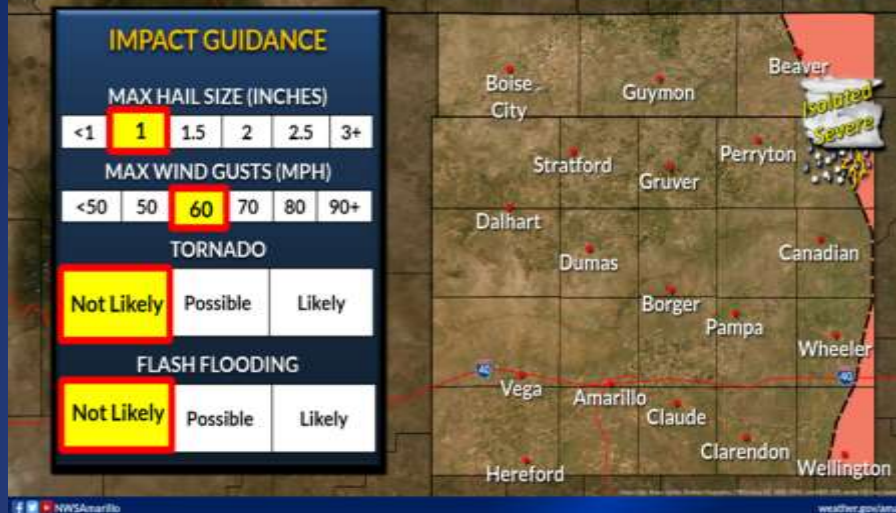 IMPACT GUIDANCE
MAX HAIL SIZE (INCHES)
<1 1 1.5 2 2.5 3+
MAX WIND GUSTS (MPH)
<50 50 60 70 80 90+
TORNADO
Not Likely Possible Likely
FLASH FLOODING
Not Likely Possible Likely
Boise
City
Guymon
Beaver
Isolated
Severe
Stratford
Gruver
Perryton
Dalhart
Dumas
Canadian
Borger
Pampa
Wheeler
40
40
Vega
Amarillo
Claude
Clarendon
Hereford
Wellington
NWSAmarillo
weather.gov/ama